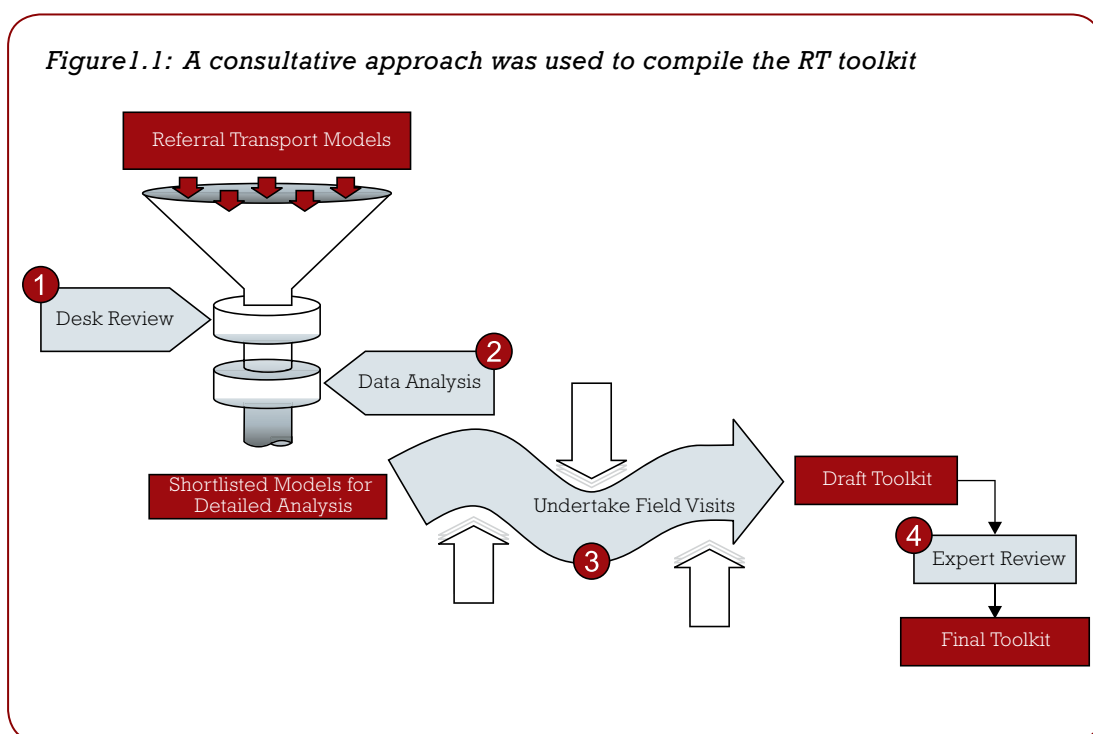 Figure1.1: A consultative approach was used to compile the RT toolkit
Referral Transport Models
1
Desk Review
2
Data Analysis
Shortlisted Models for
Detailed Analysis
Undertake Field Visits
3
Draft Toolkit
4
Expert Review
Final Toolkit